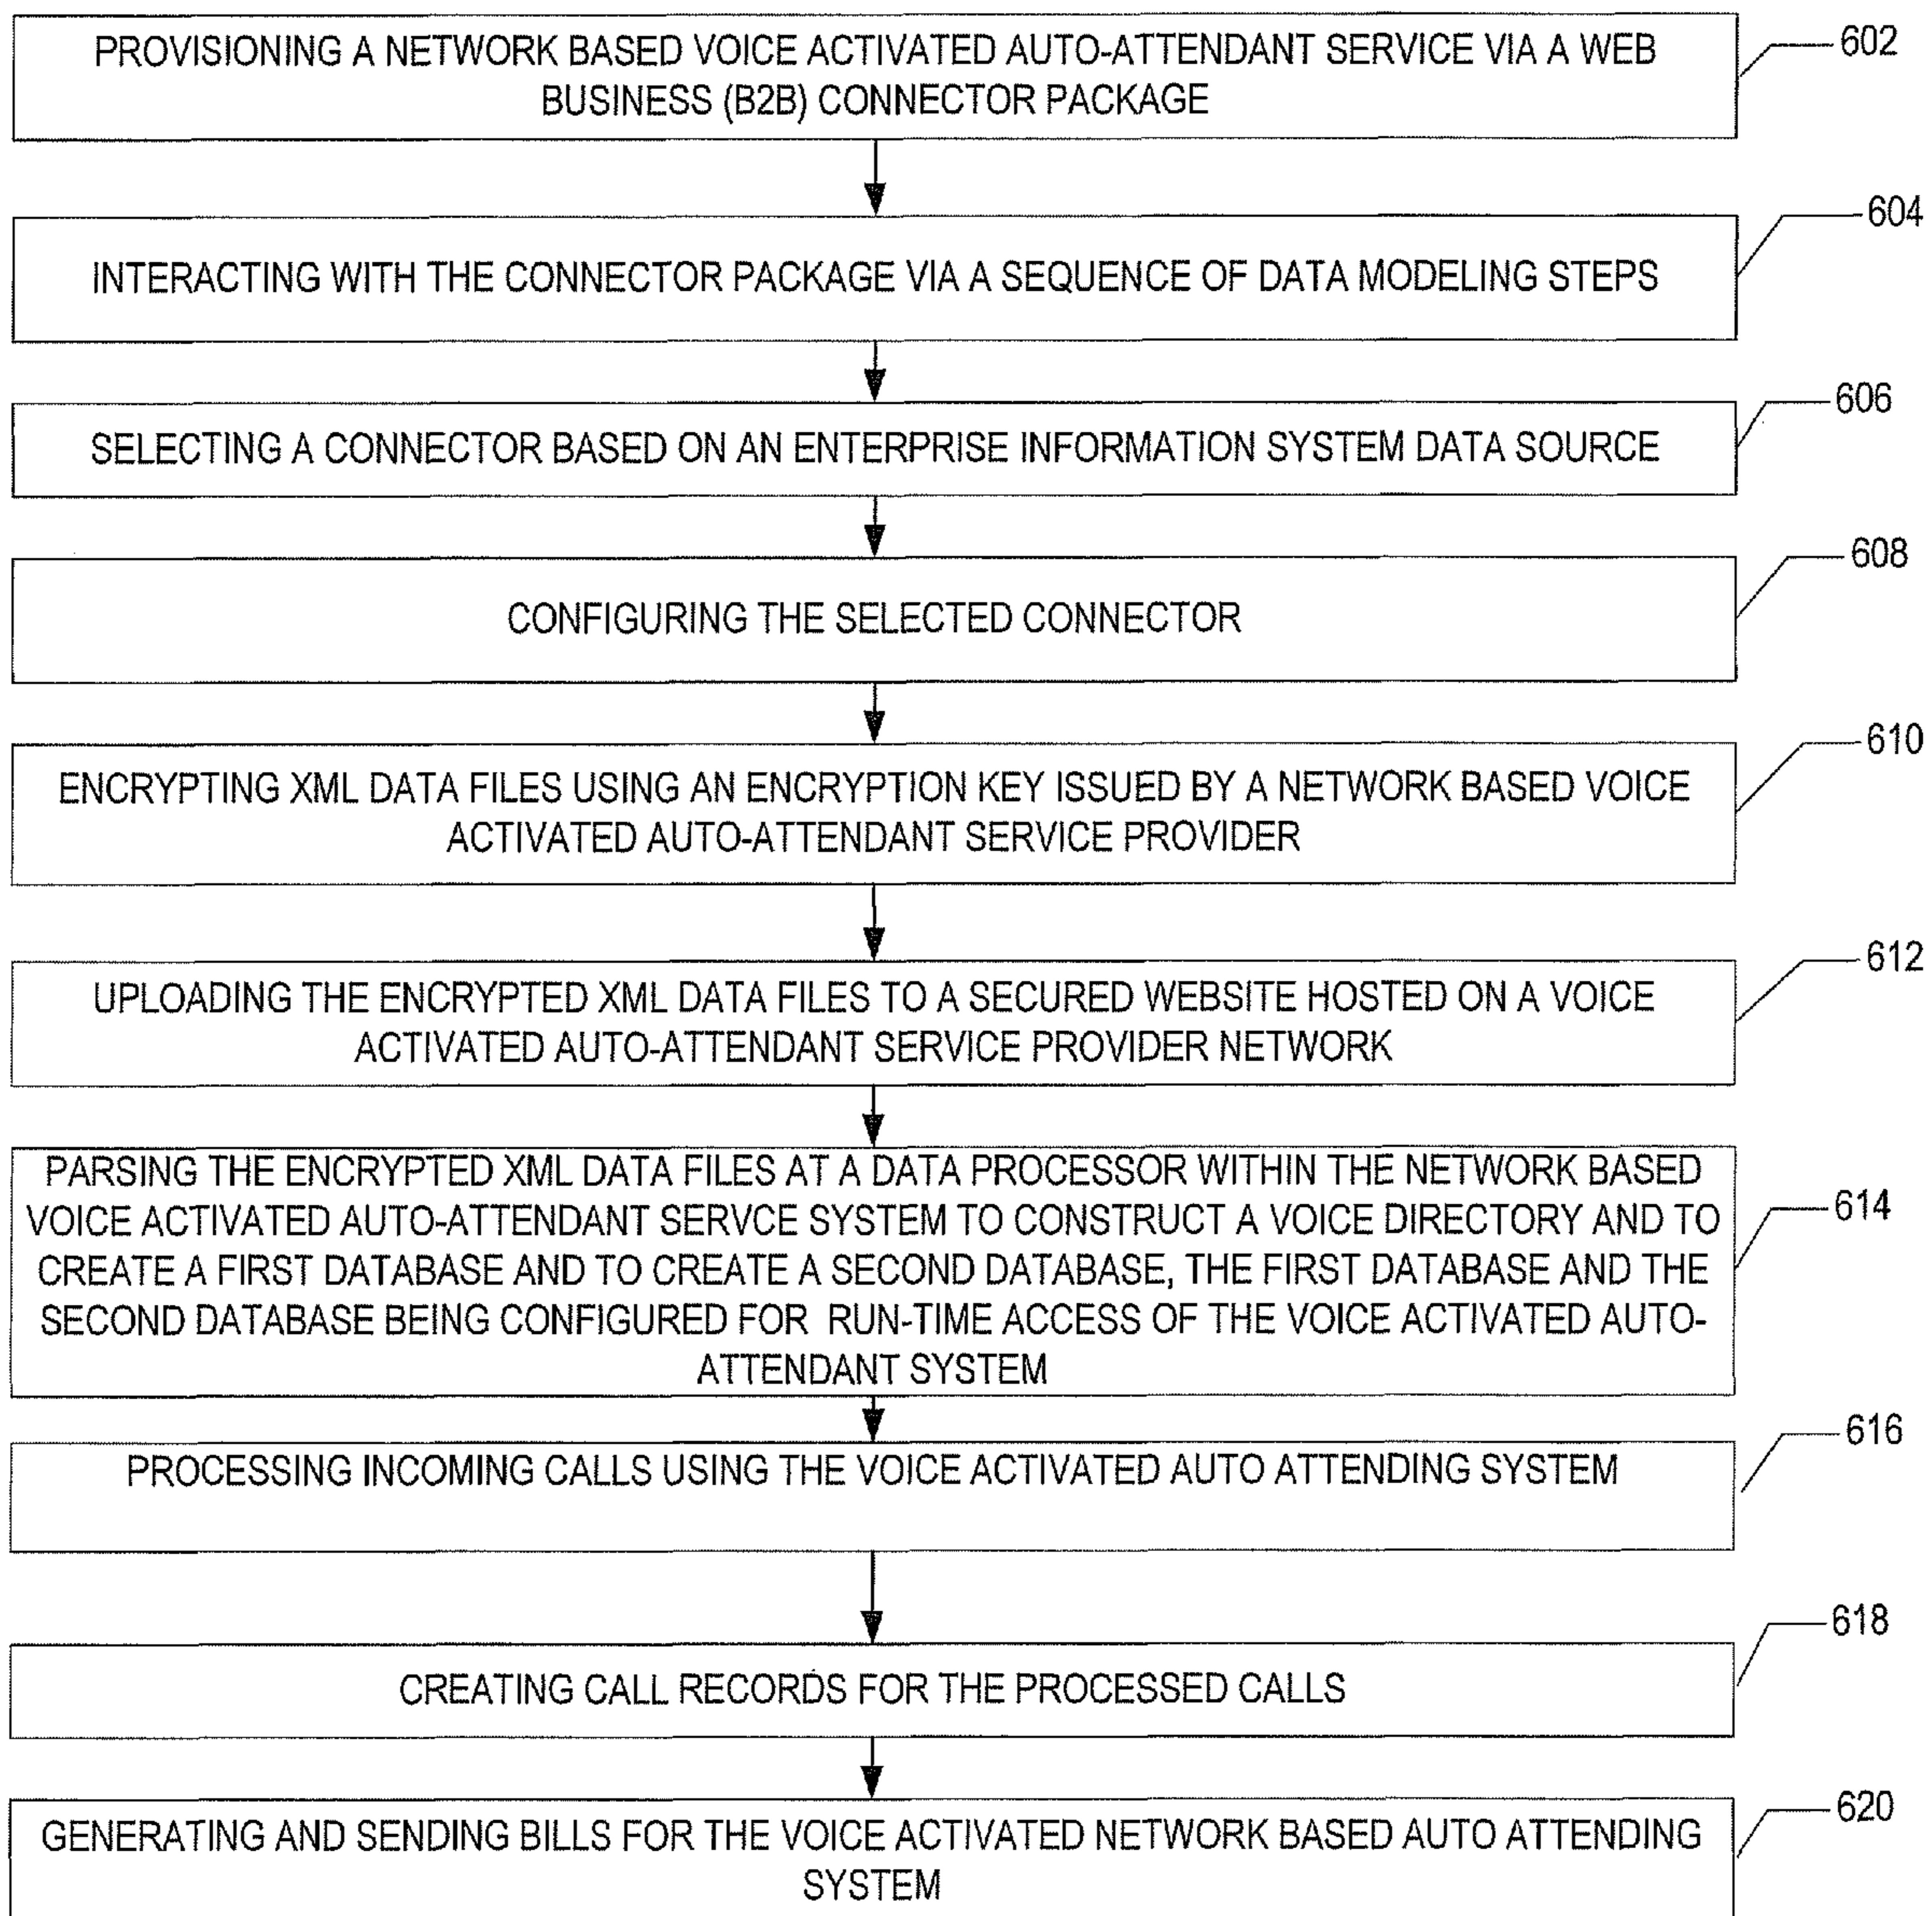 PROVISIONING A NETWORK BASED VOICE ACTIVATED AUTO-ATTENDANT SERVICE VIA A WEB
BUSINESS (B2B) CONNECTOR PACKAGE
602
INTERACTING WITH THE CONNECTOR PACKAGE VIA A SEQUENCE OF DATA MODELING STEPS
604
SELECTING A CONNECTOR BASED ON AN ENTERPRISE INFORMATION SYSTEM DATA SOURCE
606
CONFIGURING THE SELECTED CONNECTOR
608
ENCRYPTING XML DATA FILES USING AN ENCRYPTION KEY ISSUED BY A NETWORK BASED VOICE
ACTIVATED AUTO-ATTENDANT SERVICE PROVIDER
610
UPLOADING THE ENCRYPTED XML DATA FILES TO A SECURED WEBSITE HOSTED ON A VOICE
ACTIVATED AUTO-ATTENDANT SERVICE PROVIDER NETWORK
612
PARSING THE ENCRYPTED XML DATA FILES AT A DATA PROCESSOR WITHIN THE NETWORK BASED
VOICE ACTIVATED AUTO-ATTENDANT SERVCE SYSTEM TO CONSTRUCT A VOICE DIRECTORY AND TO
CREATE A FIRST DATABASE AND TO CREATE A SECOND DATABASE, THE FIRST DATABASE AND THE
SECOND DATABASE BEING CONFIGURED FOR RUN-TIME ACCESS OF THE VOICE ACTIVATED AUTO-
ATTENDANT SYSTEM
614
PROCESSING INCOMING CALLS USING THE VOICE ACTIVATED AUTO ATTENDING SYSTEM
616
CREATING CALL RECORDS FOR THE PROCESSED CALLS
618
GENERATING AND SENDING BILLS FOR THE VOICE ACTIVATED NETWORK BASED AUTO ATTENDING
SYSTEM
620